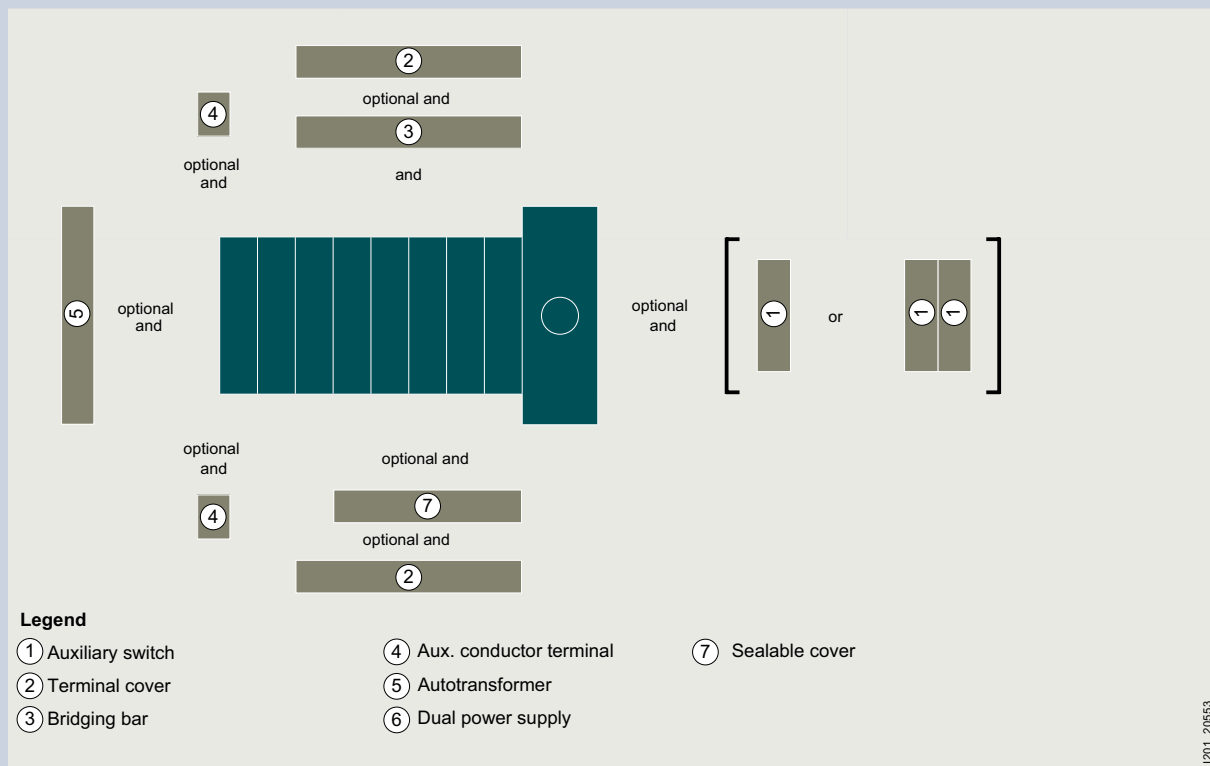 2
optional and
4
3
optional
and
and
5
optional
and
optional
and
1
or
1 1
optional
and
optional and
7
4
optional and
2
Legend
1 Auxiliary switch
2 Terminal cover
3 Bridging bar
4 Aux. conductor terminal
5 Autotransformer
6 Dual power supply
7 Sealable cover
I201_20553